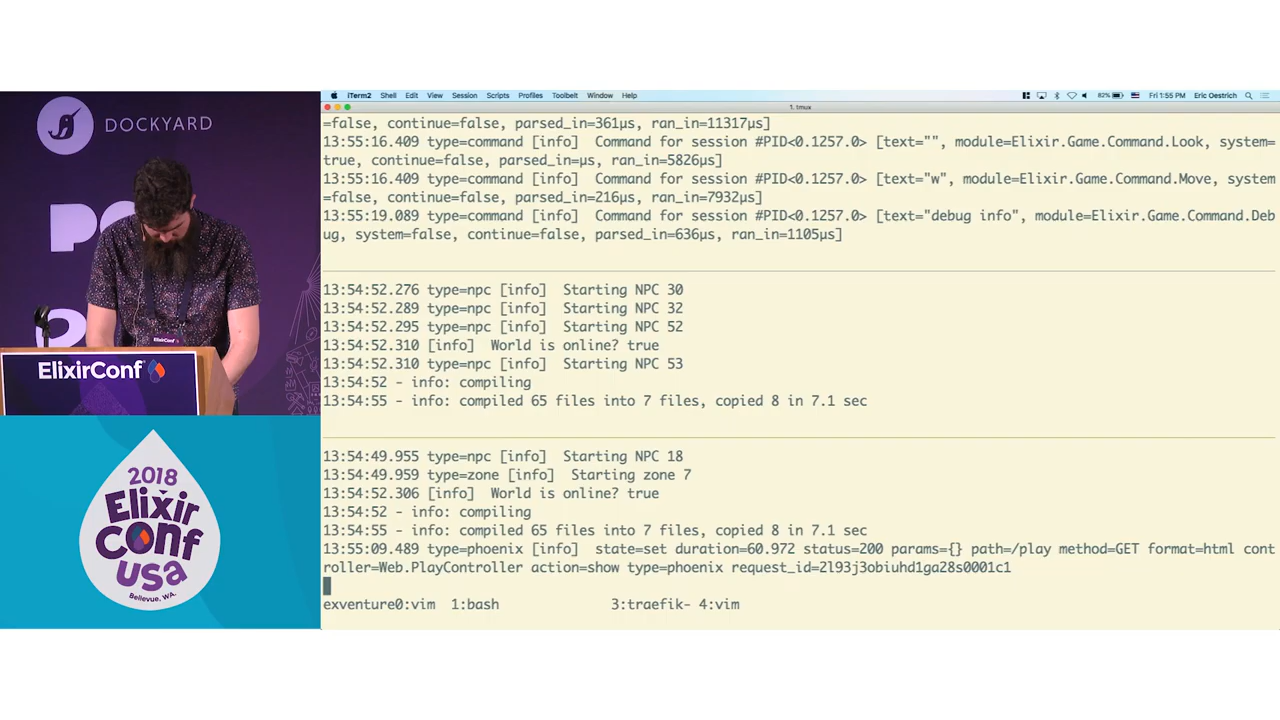 DOCKYARD
ElixirConf
2018
Elixir
Conf
USA
Bellevue, WA.
iTerm2 Shell Edit View Session Scripts Profiles Toolbelt Window Help 82% Fri 1:55 PM Eric Oestrich
1. tmux
=false, continue=false, parsed_in=361µs, ran_in=11317µs]
13:55:16.409 type=command [info]  Command for session #PID<0.1257.0> [text="", module=Elixir.Game.Command.Look, system=
true, continue=false, parsed_in=µs, ran_in=5826µs]
13:55:16.409 type=command [info]  Command for session #PID<0.1257.0> [text="w", module=Elixir.Game.Command.Move, system
=false, continue=false, parsed_in=216µs, ran_in=7932µs]
13:55:19.089 type=command [info]  Command for session #PID<0.1257.0> [text="debug info", module=Elixir.Game.Command.Deb
ug, system=false, continue=false, parsed_in=636µs, ran_in=1105µs]
13:54:52.276 type=npc [info]  Starting NPC 30
13:54:52.289 type=npc [info]  Starting NPC 32
13:54:52.295 type=npc [info]  Starting NPC 52
13:54:52.310 [info]  World is online? true
13:54:52.310 type=npc [info]  Starting NPC 53
13:54:52 - info: compiling
13:54:55 - info: compiled 65 files into 7 files, copied 8 in 7.1 sec
13:54:49.955 type=npc [info]  Starting NPC 18
13:54:49.959 type=zone [info]  Starting zone 7
13:54:52.306 [info]  World is online? true
13:54:52 - info: compiling
13:54:55 - info: compiled 65 files into 7 files, copied 8 in 7.1 sec
13:55:09.489 type=phoenix [info]  state=set duration=60.972 status=200 params={} path=/play method=GET format=html cont
roller=Web.PlayController action=show type=phoenix request_id=2l93j3obiuhd1ga28s0001c1
exventure0:vim 1:bash 3:traefik- 4:vim